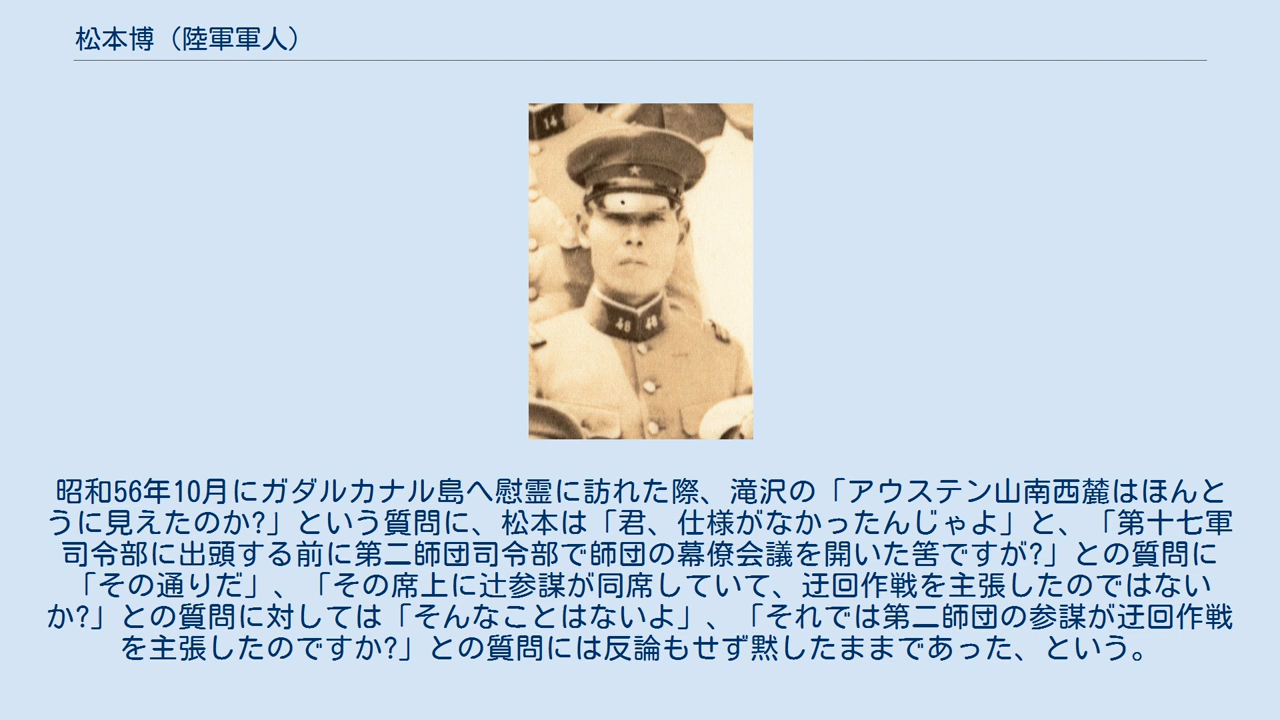 松本博（陸軍軍人）
14
48 48
昭和56年10月にガダルカナル島へ慰霊に訪れた際、滝沢の「アウステン山南西麓はほんと
うに見えたのか?」という質問に、松本は「君、仕様がなかったんじゃよ」と、「第十七軍
司令部に出頭する前に第二師団司令部で師団の幕僚会議を開いた筈ですが?」との質問に
「その通りだ」、「その席上に辻参謀が同席していて、迂回作戦を主張したのではない
か?」との質問に対しては「そんなことはないよ」、「それでは第二師団の参謀が迂回作戦
を主張したのですか?」との質問には反論もせず黙したままであった、という。